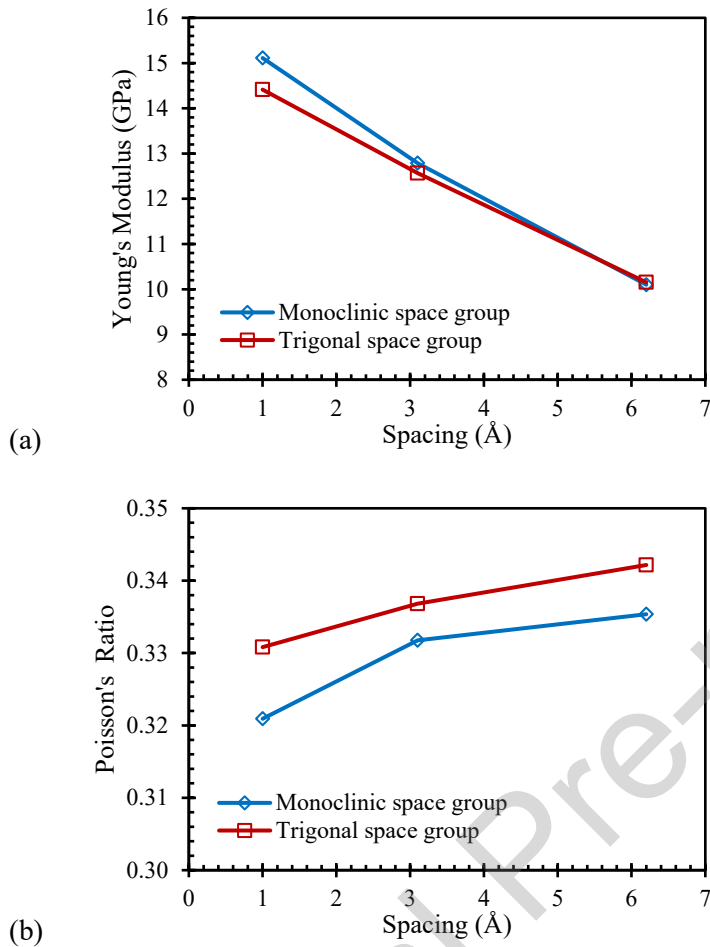 16
15
14
13
12
11
10
9
8
Young's Modulus (GPa)
Monoclinic space group
Trigonal space group
0 1 2 3 4 5 6 7
Spacing (Å)
(a)
0.35
0.34
0.33
0.32
0.31
0.30
Poisson's Ratio
Monoclinic space group
Trigonal space group
0 1 2 3 4 5 6 7
Spacing (Å)
(b)